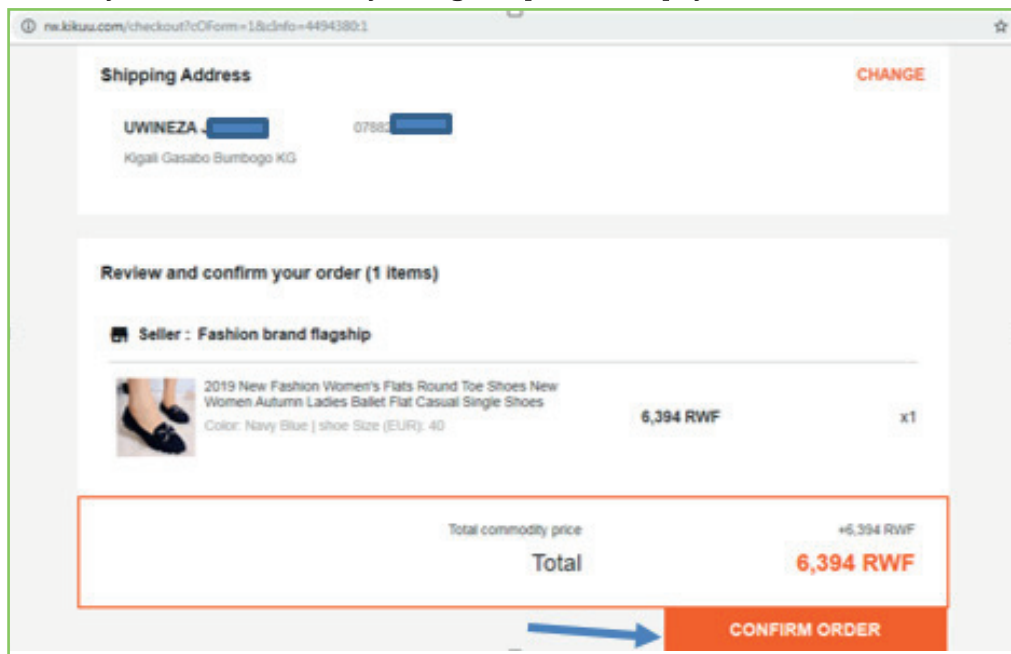 rw.kikuu.com/checkout?cOForm=1&cInfo=4494380:1
Shipping Address CHANGE
UWINEZA J 07882
Kigali Gasabo Bumbogo KG
Review and confirm your order (1 items)
Seller : Fashion brand flagship
2019 New Fashion Women's Flats Round Toe Shoes New
Women Autumn Ladies Ballet Flat Casual Single Shoes
6,394 RWF x1
Color: Navy Blue | shoe Size (EUR): 40
Total commodity price +6,394 RWF
Total 6,394 RWF
CONFIRM ORDER